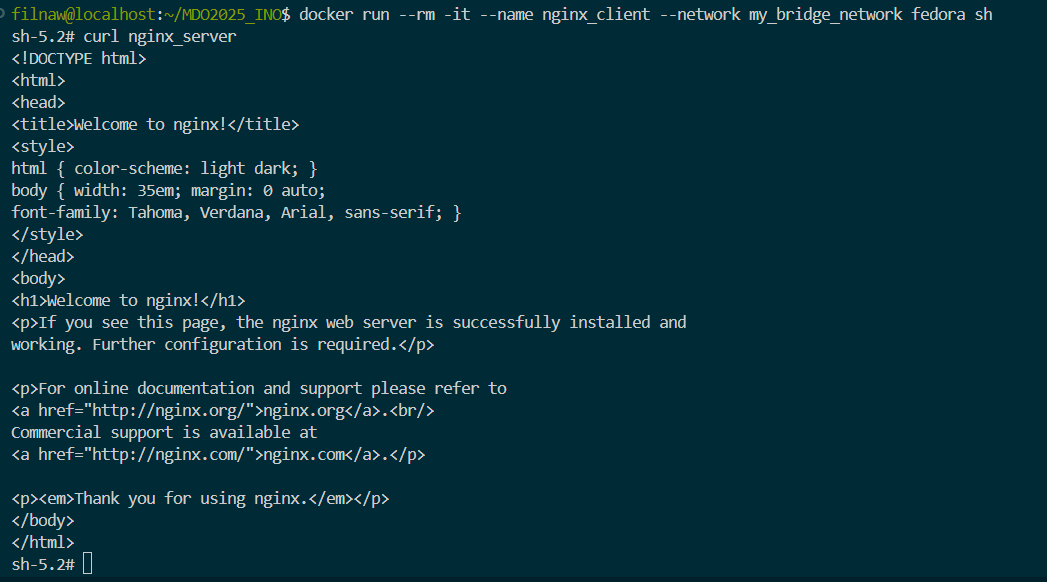 filnaw@localhost:~/MDO2025_INO$ docker run --rm -it --name nginx_client --network my_bridge_network fedora sh
sh-5.2# curl nginx_server
<!DOCTYPE html>
<html>
<head>
<title>Welcome to nginx!</title>
<style>
html { color-scheme: light dark; }
body { width: 35em; margin: 0 auto;
font-family: Tahoma, Verdana, Arial, sans-serif; }
</style>
</head>
<body>
<h1>Welcome to nginx!</h1>
<p>If you see this page, the nginx web server is successfully installed and
working. Further configuration is required.</p>

<p>For online documentation and support please refer to
<a href="http://nginx.org/">nginx.org</a>.<br/>
Commercial support is available at
<a href="http://nginx.com/">nginx.com</a>.</p>

<p><em>Thank you for using nginx.</em></p>
</body>
</html>
sh-5.2#